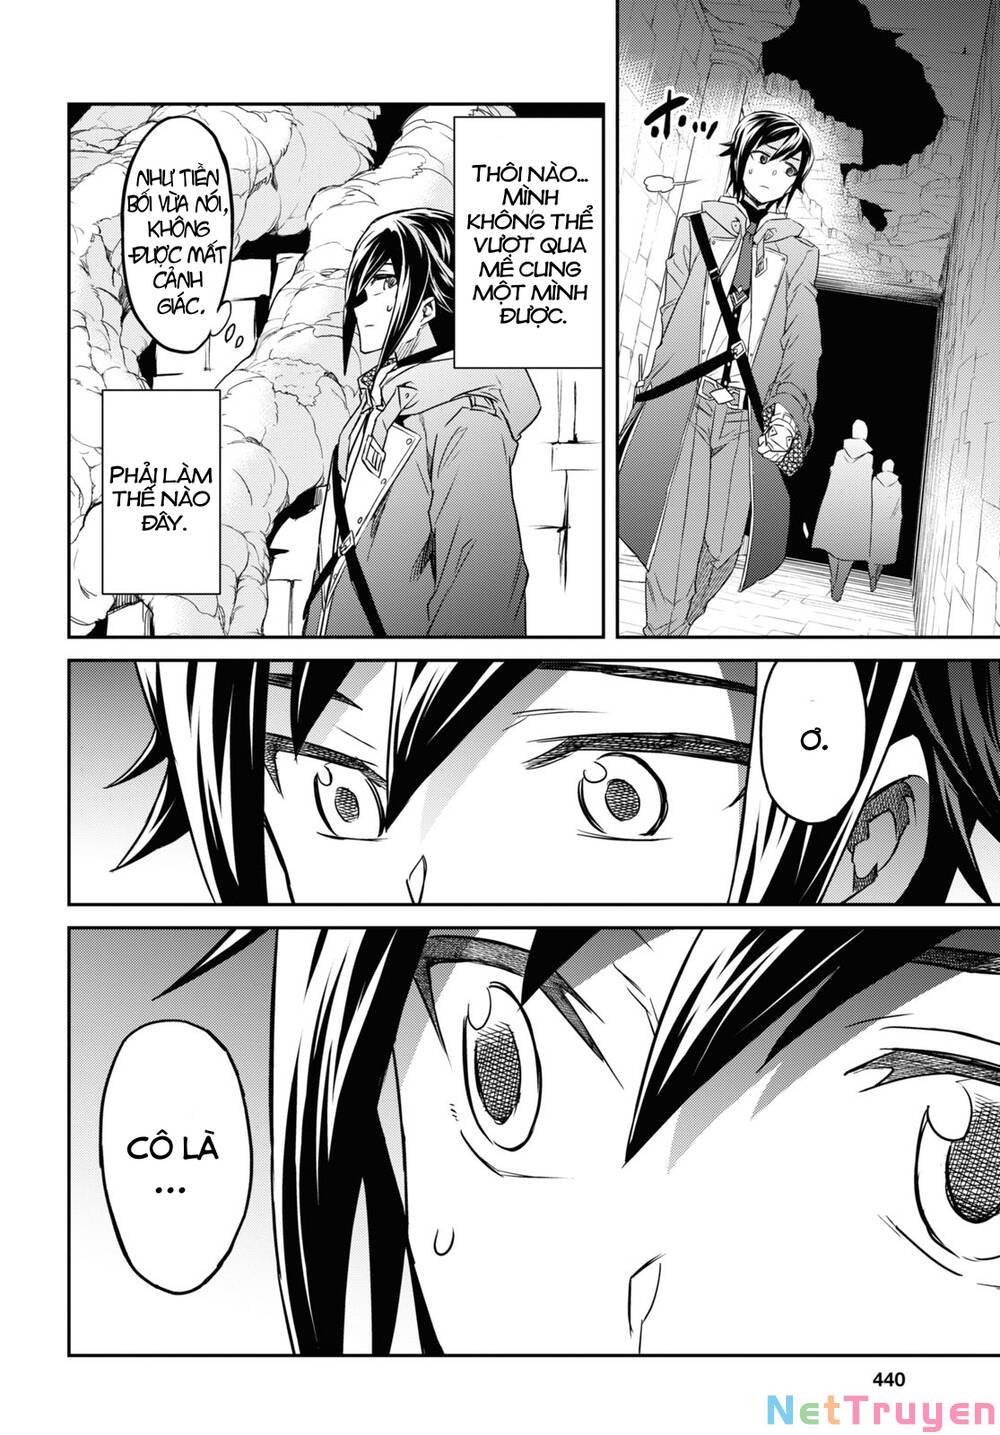 ホッ
THÔI NÀO...
MÌNH
KHÔNG THỂ
VƯỢT QUA
MÊ CUNG
MỘT MÌNH
ĐƯỢC.
NHƯ TIỀN
BỐI VỪA NÓI,
KHÔNG
ĐƯỢC MẤT
CẢNH
GIÁC.
PHẢI LÀM
THẾ NÀO
ĐÂY.
Ơ.
CÔ LÀ
...
440
NetTruyen